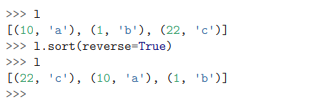 >>> l
[(10, 'a'), (1, 'b'), (22, 'c')]
>>> l.sort(reverse=True)
>>> l
[(22, 'c'), (10, 'a'), (1, 'b')]
>>>